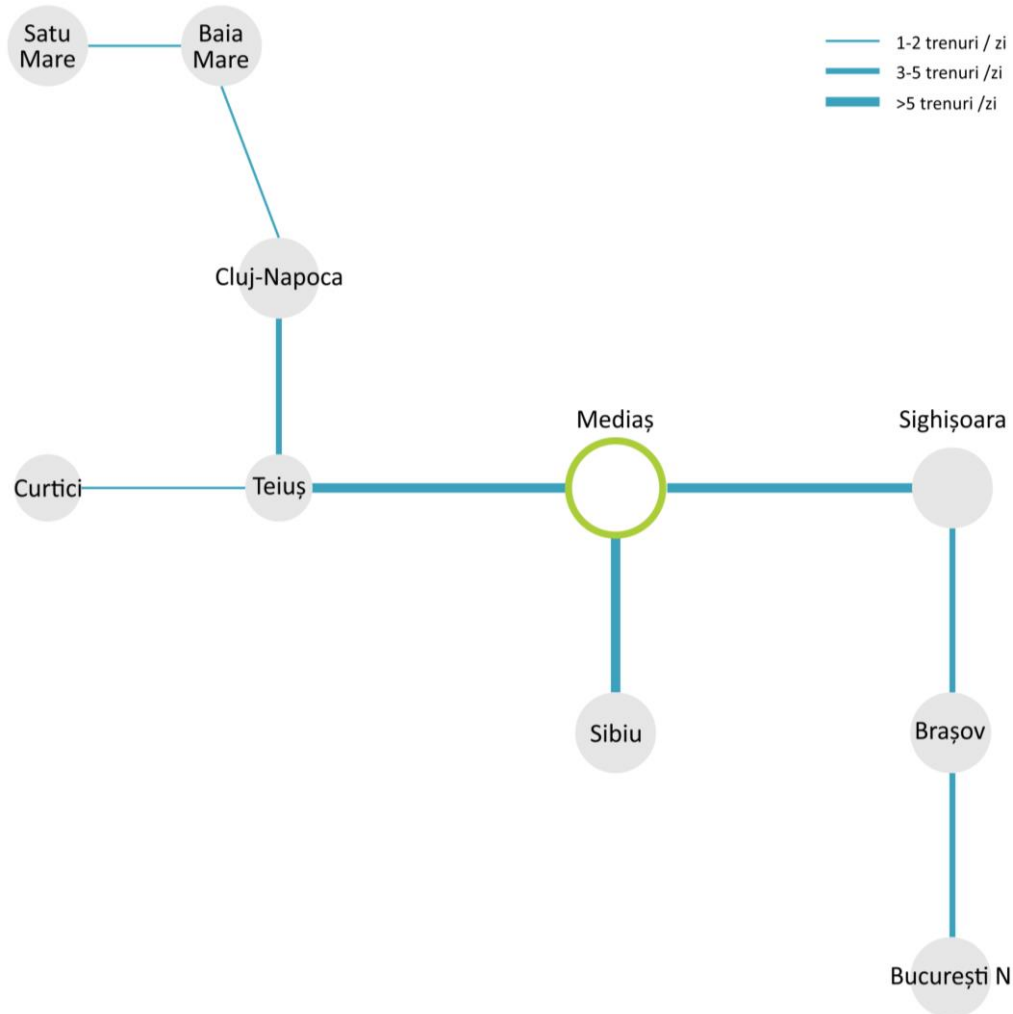 Satu
Mare
Baia
Mare
1-2 trenuri / zi
3-5 trenuri /zi
>5 trenuri /zi
Cluj-Napoca
Mediaș
Sighișoara
Curtici
Teiuș
Sibiu
Brașov
București N